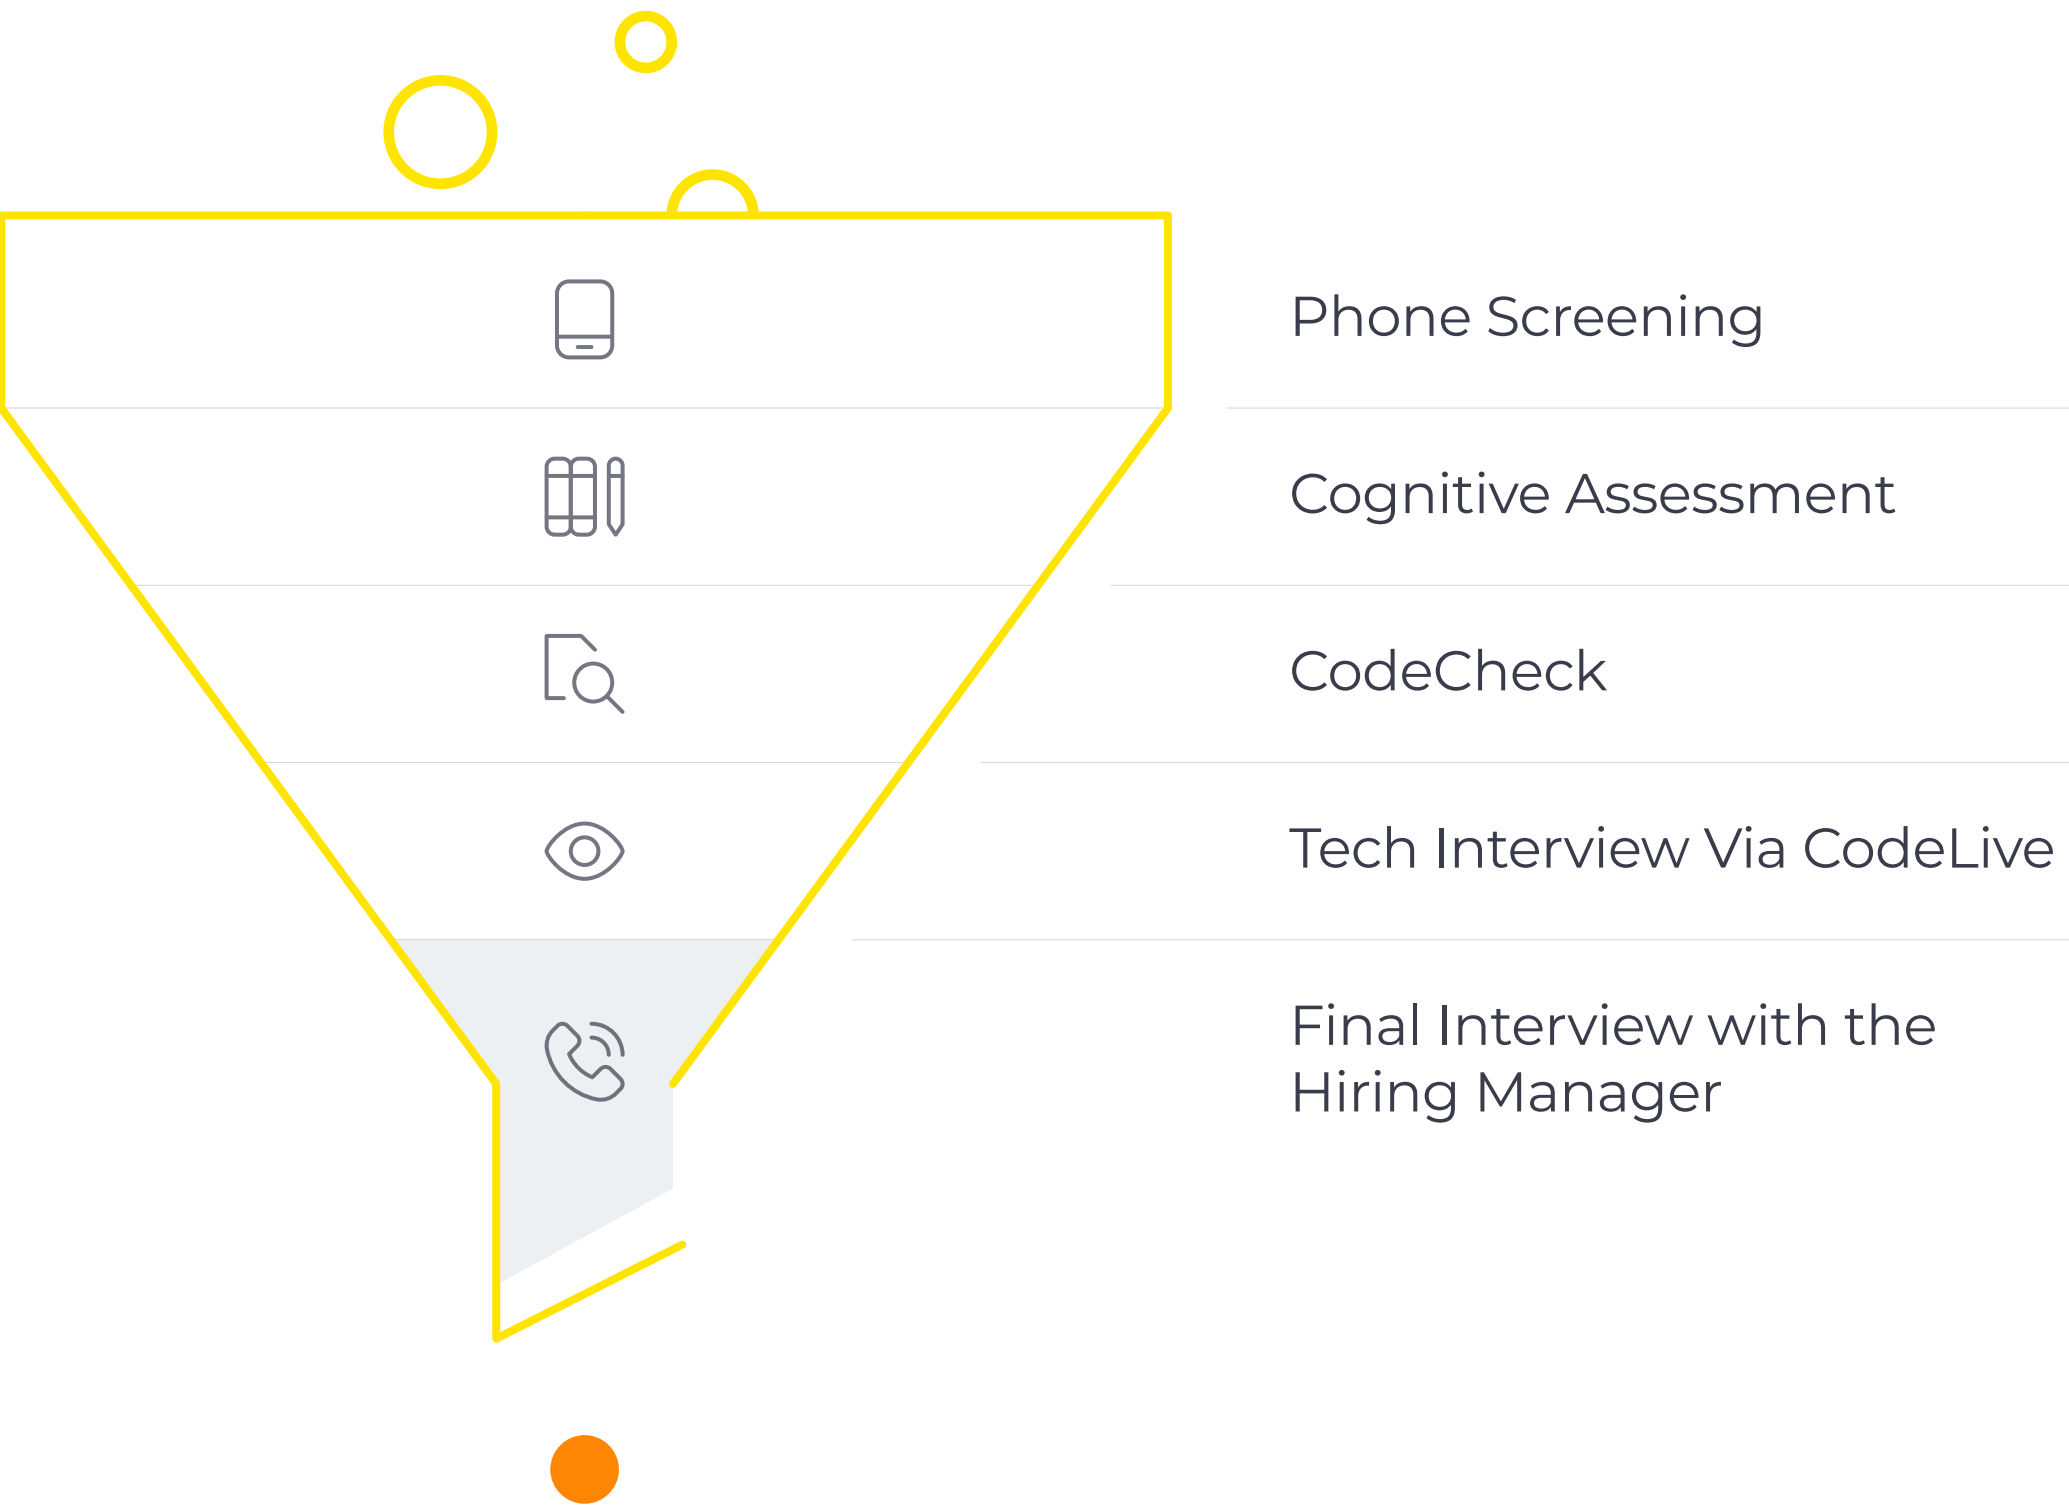 Phone Screening
Cognitive Assessment
CodeCheck
Tech Interview Via CodeLive
Final Interview with the
Hiring Manager